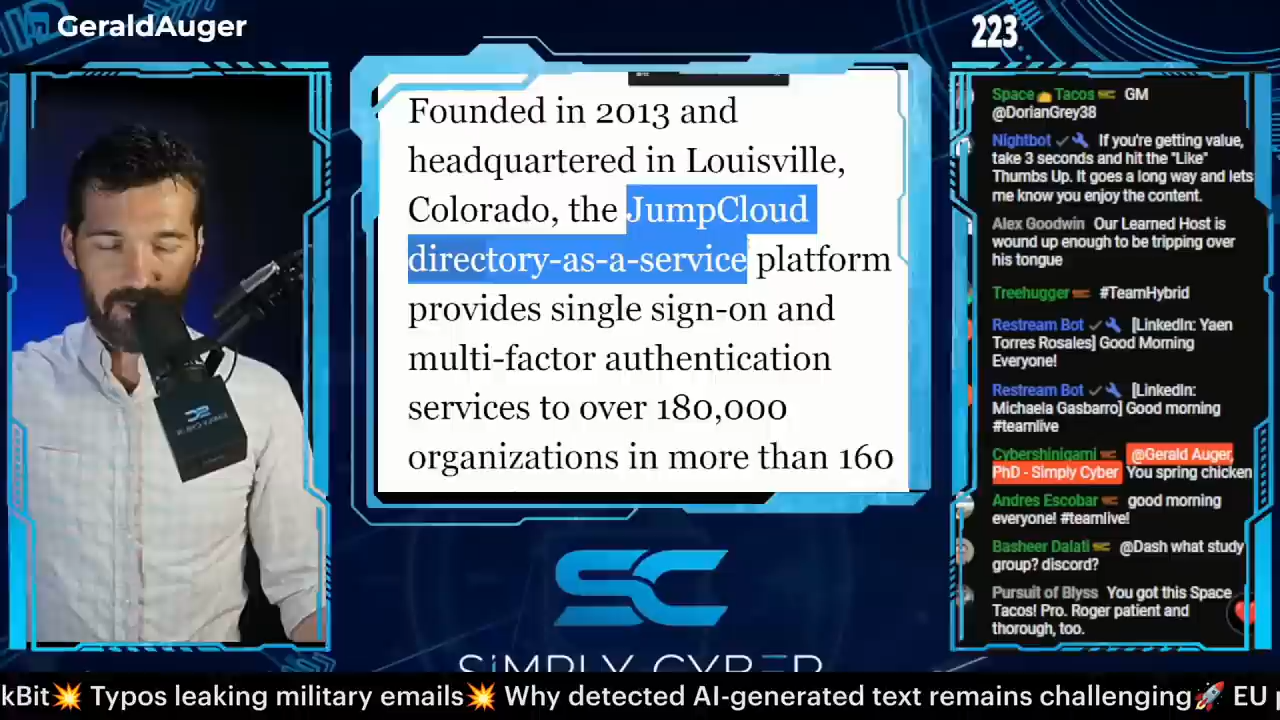 GeraldAuger
223
Founded in 2013 and
headquartered in Louisville,
Colorado, the JumpCloud
directory-as-a-service platform
provides single sign-on and
multi-factor authentication
services to over 180,000
organizations in more than 160
Space Tacos GM
@DorianGrey38
Nightbot If you're getting value,
take 3 seconds and hit the "Like"
Thumbs Up. It goes a long way and lets
me know you enjoy the content.
Alex Goodwin Our Learned Host is
wound up enough to be tripping over
his tongue
Treehugger #TeamHybrid
Restream Bot [LinkedIn: Yaen
Torres Rosales] Good Morning
Everyone!
Restream Bot [LinkedIn:
Michaela Gasbarro] Good morning
#teamlive
Cybershinigami @Gerald Auger,
PhD - Simply Cyber You spring chicken
Andres Escobar good morning
everyone! #teamlive!
Basheer Dalati @Dash what study
group? discord?
Pursuit of Blyss You got this Space
Tacos! Pro. Roger patient and
thorough, too.
SC
SIMPLY CYBER
kBit💥 Typos leaking military emails💥 Why detected AI-generated text remains challenging🚀 EU